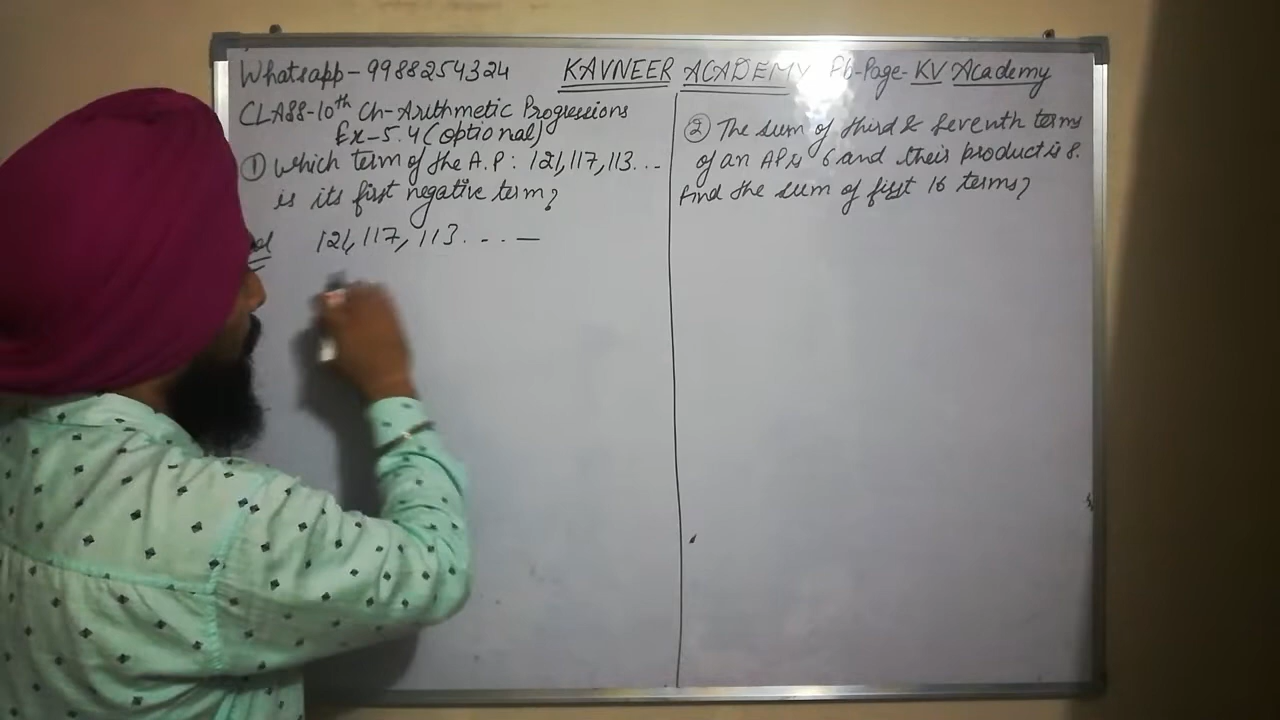 Whatsapp-9988254324 KAVNEER ACADEMY Fb-Page-KV Academy
CLASS-10th Ch-Arithmetic Progressions
Ex-5.4 (Optional)
① Which term of the A.P: 121,117,113...
is its first negative term?
121, 117, 113....—
② The sum of third & seventh terms
of an AP is 6 and their product is 8.
Find the sum of first 16 terms?